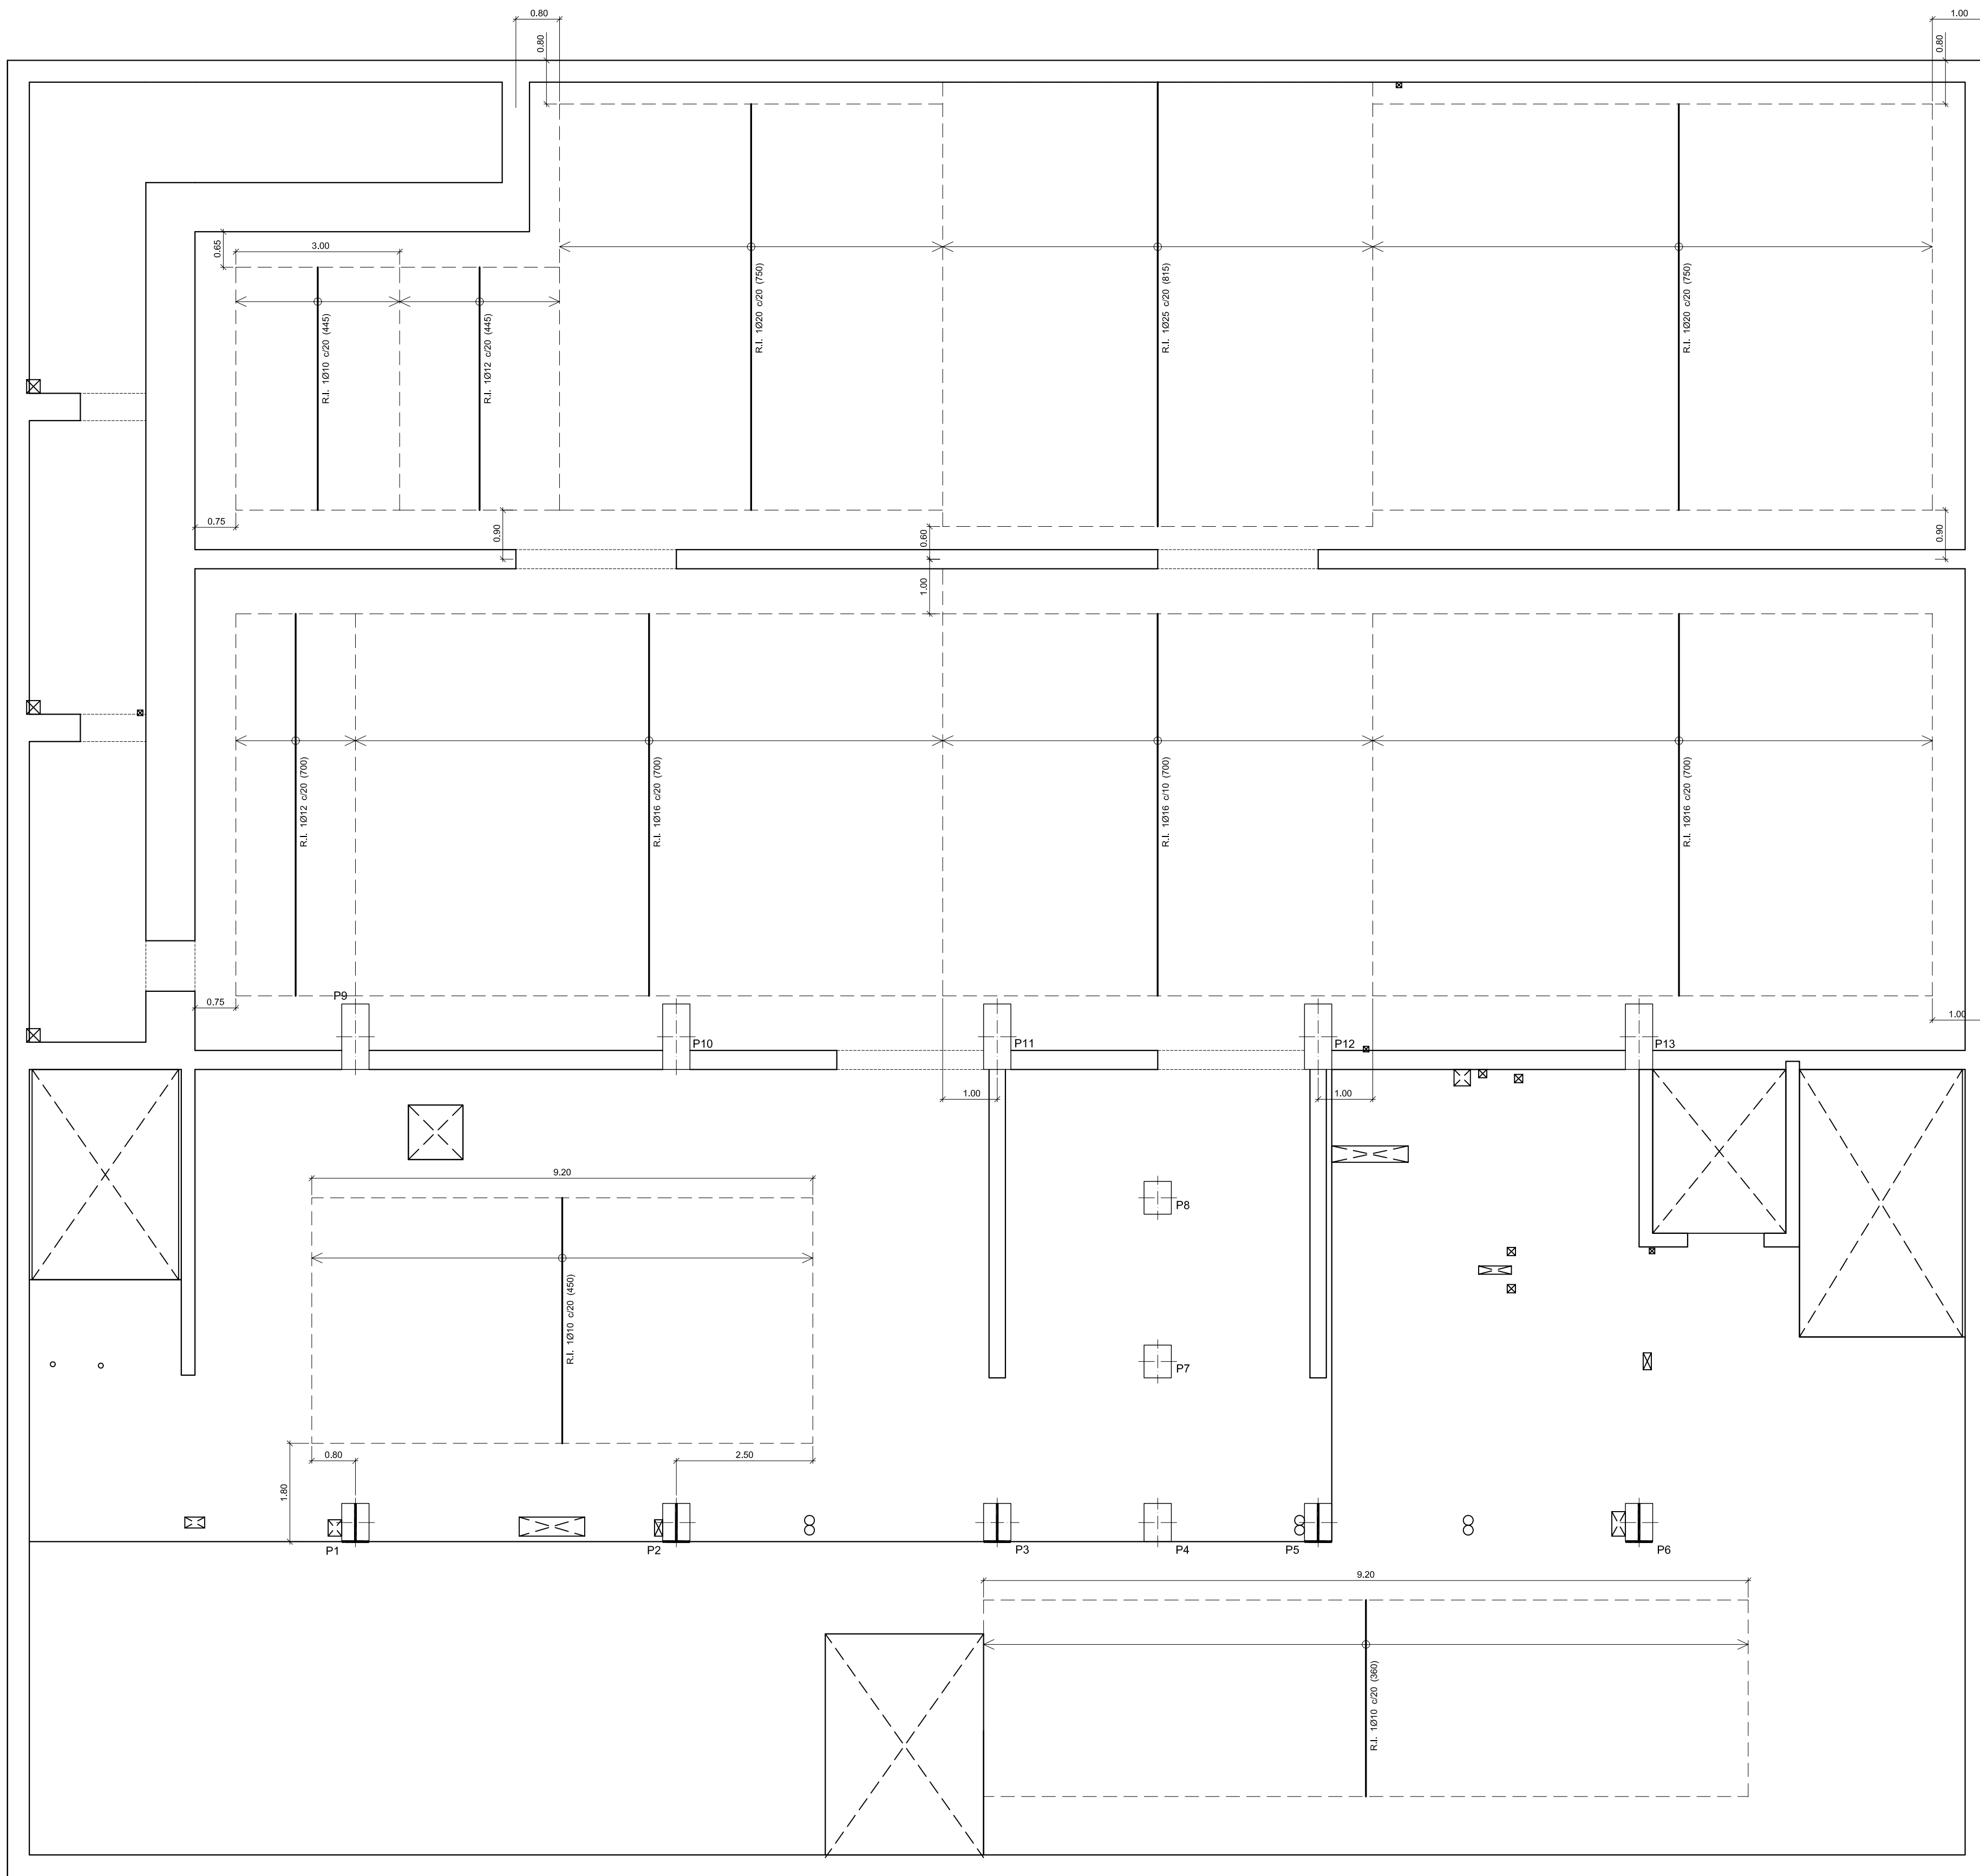 0.80
1.00
0.80
0.80
0.65
3.00
R.I. 1Ø10 c/20 (445)
R.I. 1Ø12 c/20 (445)
R.I. 1Ø20 c/20 (750)
R.I. 1Ø25 c/20 (815)
R.I. 1Ø20 c/20 (750)
0.75
0.90
0.60
0.90
1.00
R.I. 1Ø12 c/20 (700)
R.I. 1Ø16 c/20 (700)
R.I. 1Ø16 c/10 (700)
R.I. 1Ø16 c/20 (700)
0.75
P9
1.00
P10
P11
P12
P13
1.00
1.00
9.20
R.I. 1Ø10 c/20 (450)
P8
P7
0.80
2.50
1.80
P1
P2
P3
P4
P5
P6
9.20
R.I. 1Ø10 c/20 (360)